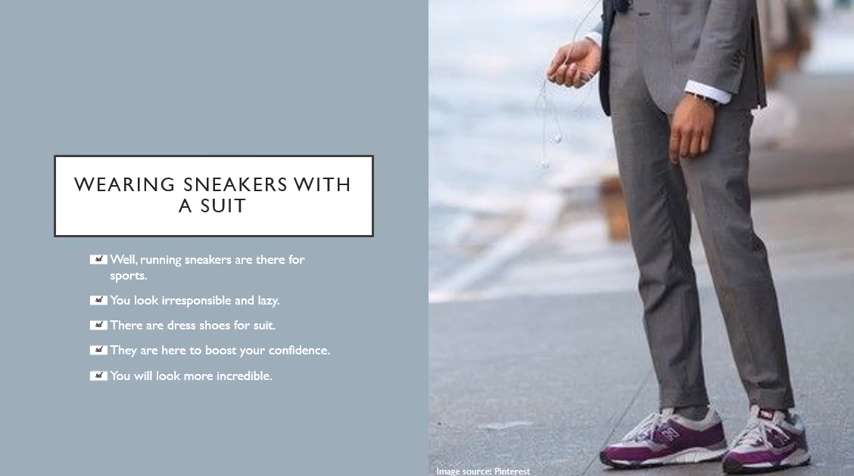 WEARING SNEAKERS WITH
A SUIT
Well, running sneakers are there for
sports.
You look irresponsible and lazy.
There are dress shoes for suit.
They are here to boost your confidence.
You will look more incredible.
Image source: Pinterest